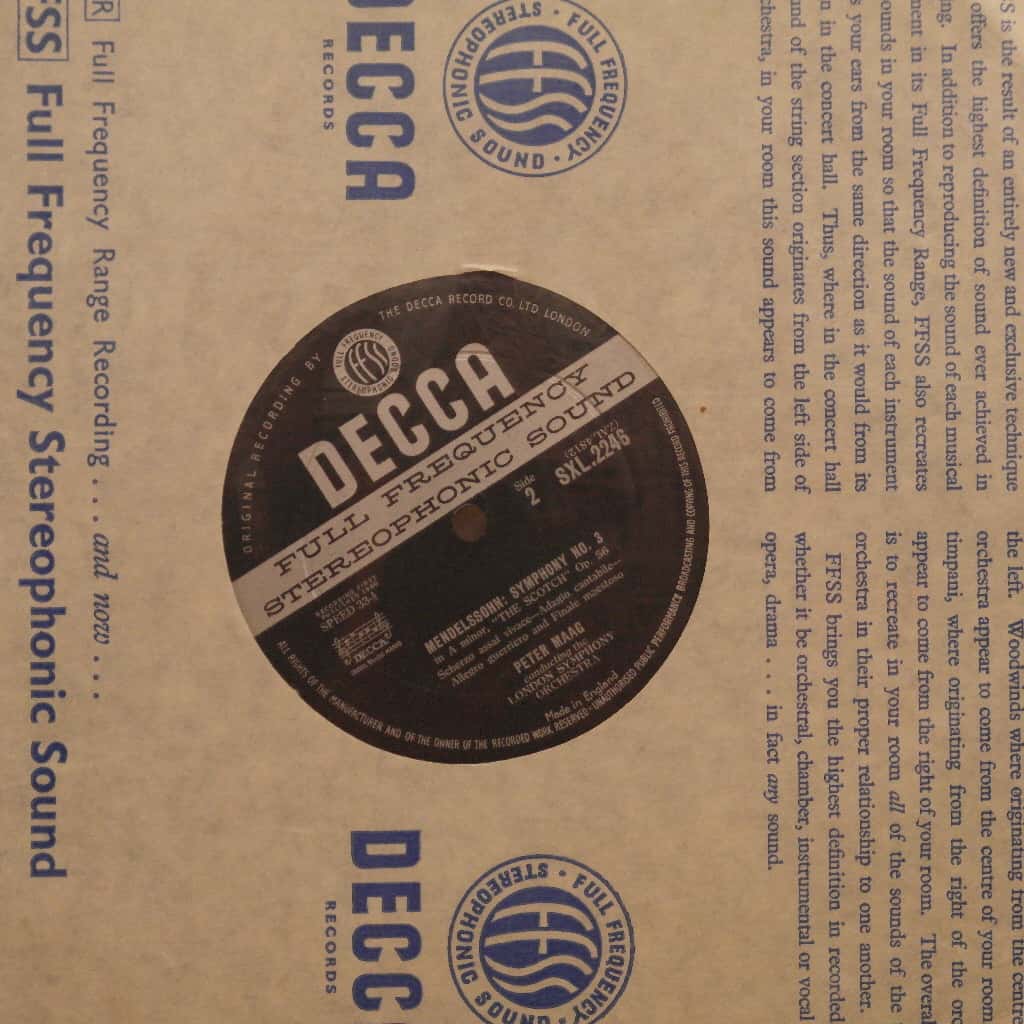 R Full Frequency Range Recording . . . and now . . .
FSS Full Frequency Stereophonic Sound
DECCA
RECORDS
FULL FREQUENCY · STEREOPHONIC SOUND ·
FFSS
SS is the result of an entirely new and exclusive technique
offers the highest definition of sound ever achieved in
ing. In addition to reproducing the sound of each musical
ment in its Full Frequency Range, FFSS also recreates
ounds in your room so that the sound of each instrument
s your ears from the same direction as it would from its
n in the concert hall. Thus, where in the concert hall
und of the string section originates from the left side of
chestra, in your room this sound appears to come from
the left. Woodwinds where originating from the centre
orchestra appear to come from the centre of your room
timpani, where originating from the right of the orc
appear to come from the right of your room. The overal
is to recreate in your room all of the sounds of the
orchestra in their proper relationship to one another.
FFSS brings you the highest definition in recorded
whether it be orchestral, chamber, instrumental or vocal
opera, drama . . . in fact any sound.
ORIGINAL RECORDING BY THE DECCA RECORD CO. LTD LONDON
FULL FREQUENCY STEREOPHONIC SOUND
FFSS
DECCA
FULL FREQUENCY
STEREOPHONIC SOUND
(ZAL.4812)
Side
2
SXL.2246
SPEED 33⅓
DECCA
MENDELSSOHN: SYMPHONY NO. 3
in A minor, "THE SCOTCH" Op. 56
Scherzo assai vivace—Adagio cantabile—
Allegro guerriero and Finale maestoso
PETER MAAG
conducting the
LONDON SYMPHONY
ORCHESTRA
Made in England
ALL RIGHTS OF THE MANUFACTURER AND OF THE OWNER OF THE RECORDED WORK RESERVED · UNAUTHORISED PUBLIC PERFORMANCE BROADCASTING AND COPYING OF THIS RECORD PROHIBITED
DECC
RECORDS
FULL FREQUENCY · STEREOPHONIC SOUND ·
FFSS